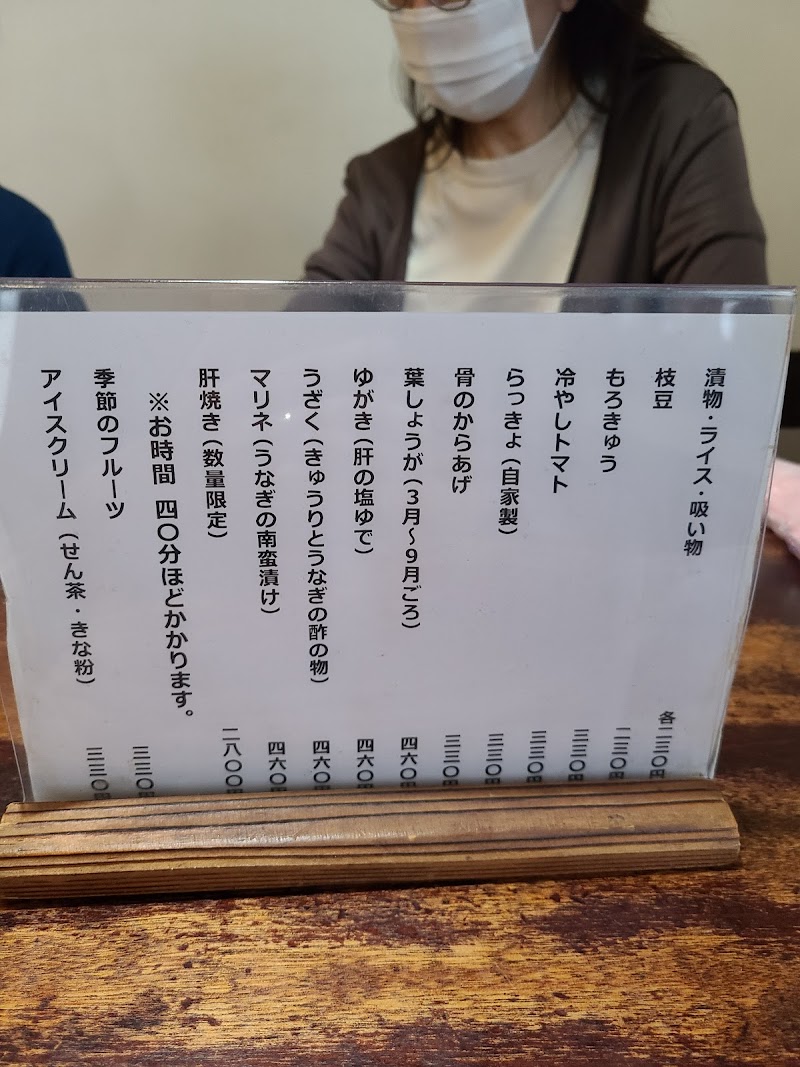 漬物・ライス・吸い物 各二三〇円
枝豆 二三〇円
もろきゅう 三三〇円
冷やしトマト 三三〇円
らっきょ（自家製） 三三〇円
骨のからあげ 三三〇円
葉しょうが（３月～９月ごろ） 四六〇円
ゆがき（肝の塩ゆで） 四六〇円
うざく（きゅうりとうなぎの酢の物） 四六〇円
マリネ（うなぎの南蛮漬け） 四六〇円
肝焼き（数量限定） 二八〇〇円
※お時間 四〇分ほどかかります。
季節のフルーツ 三三〇円
アイスクリーム（せん茶・きな粉） 三三〇円